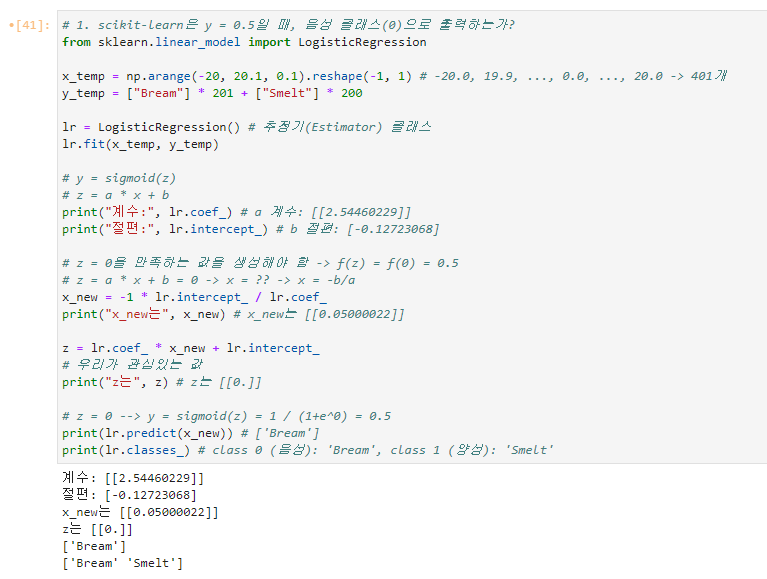 [41]:
# 1. scikit-learn은 y = 0.5일 때, 음성 클래스(0)으로 출력하는가?
from sklearn.linear_model import LogisticRegression
x_temp = np.arange(-20, 20.1, 0.1).reshape(-1, 1) # -20.0, 19.9, ..., 0.0, ..., 20.0 -> 401개
y_temp = ["Bream"] * 201 + ["Smelt"] * 200
lr = LogisticRegression() # 추정기(Estimator) 클래스
lr.fit(x_temp, y_temp)
# y = sigmoid(z)
# z = a * x + b
print("계수:", lr.coef_) # a 계수: [[2.54460229]]
print("절편:", lr.intercept_) # b 절편: [-0.12723068]
# z = 0을 만족하는 값을 생성해야 함 -> f(z) = f(0) = 0.5
# z = a * x + b = 0 -> x = ?? -> x = -b/a
x_new = -1 * lr.intercept_ / lr.coef_
print("x_new는", x_new) # x_new는 [[0.05000022]]
z = lr.coef_ * x_new + lr.intercept_
# 우리가 관심있는 값
print("z는", z) # z는 [[0.]]
# z = 0 --> y = sigmoid(z) = 1 / (1+e^0) = 0.5
print(lr.predict(x_new)) # ['Bream']
print(lr.classes_) # class 0 (음성): 'Bream', class 1 (양성): 'Smelt'
계수: [[2.54460229]]
절편: [-0.12723068]
x_new는 [[0.05000022]]
z는 [[0.]]
['Bream']
['Bream' 'Smelt']